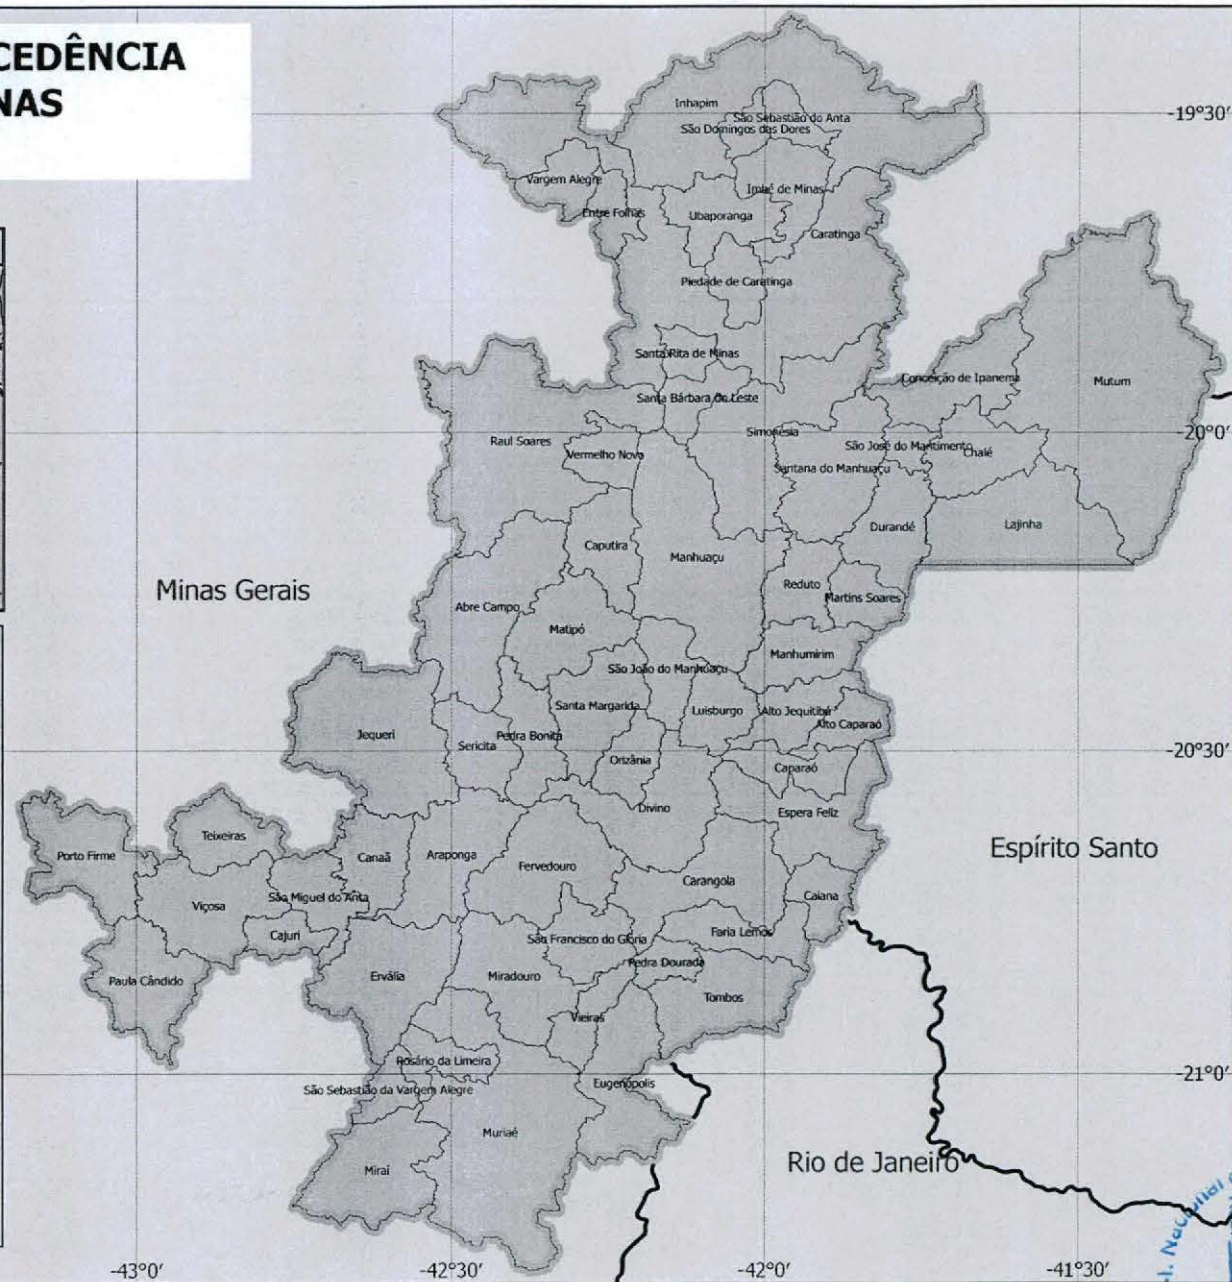 CEDÊNCIA
NAS
Inhapim
São Sebastião do Anta
São Domingos das Dores
-19°30'
Vargem Alegre
Imbé de Minas
Entre Folhas
Ubaporanga
Caratinga
Piedade de Caratinga
Santa Rita de Minas
Conceição de Ipanema
Mutum
Santa Bárbara do Leste
Raul Soares
Simonésia
-20°0'
Vermelho Novo
São José do Mantimento
Chalé
Santana do Manhuaçu
Durandé
Lajinha
Caputira
Manhuaçu
Minas Gerais
Reduto
Abre Campo
Martins Soares
Matipó
Manhumirim
São João do Manhuaçu
Santa Margarida
Luisburgo
Alto Jequitibá
Alto Caparaó
Jequeri
Sericita
Pedra Bonita
-20°30'
Orizânia
Caparaó
Divino
Espera Feliz
Teixeiras
Porto Firme
Canaã
Araponga
Fervedouro
Espírito Santo
Carangola
Viçosa
São Miguel do Anta
Caiana
Cajuri
São Francisco do Glória
Faria Lemos
Pedra Dourada
Paula Cândido
Ervália
Miradouro
Tombos
Vieiras
Rosário da Limeira
-21°0'
São Sebastião da Vargem Alegre
Eugenópolis
Muriaé
Miraí
Rio de Janeiro
-43°0'
-42°30'
-42°0'
-41°30'
t. Nacional